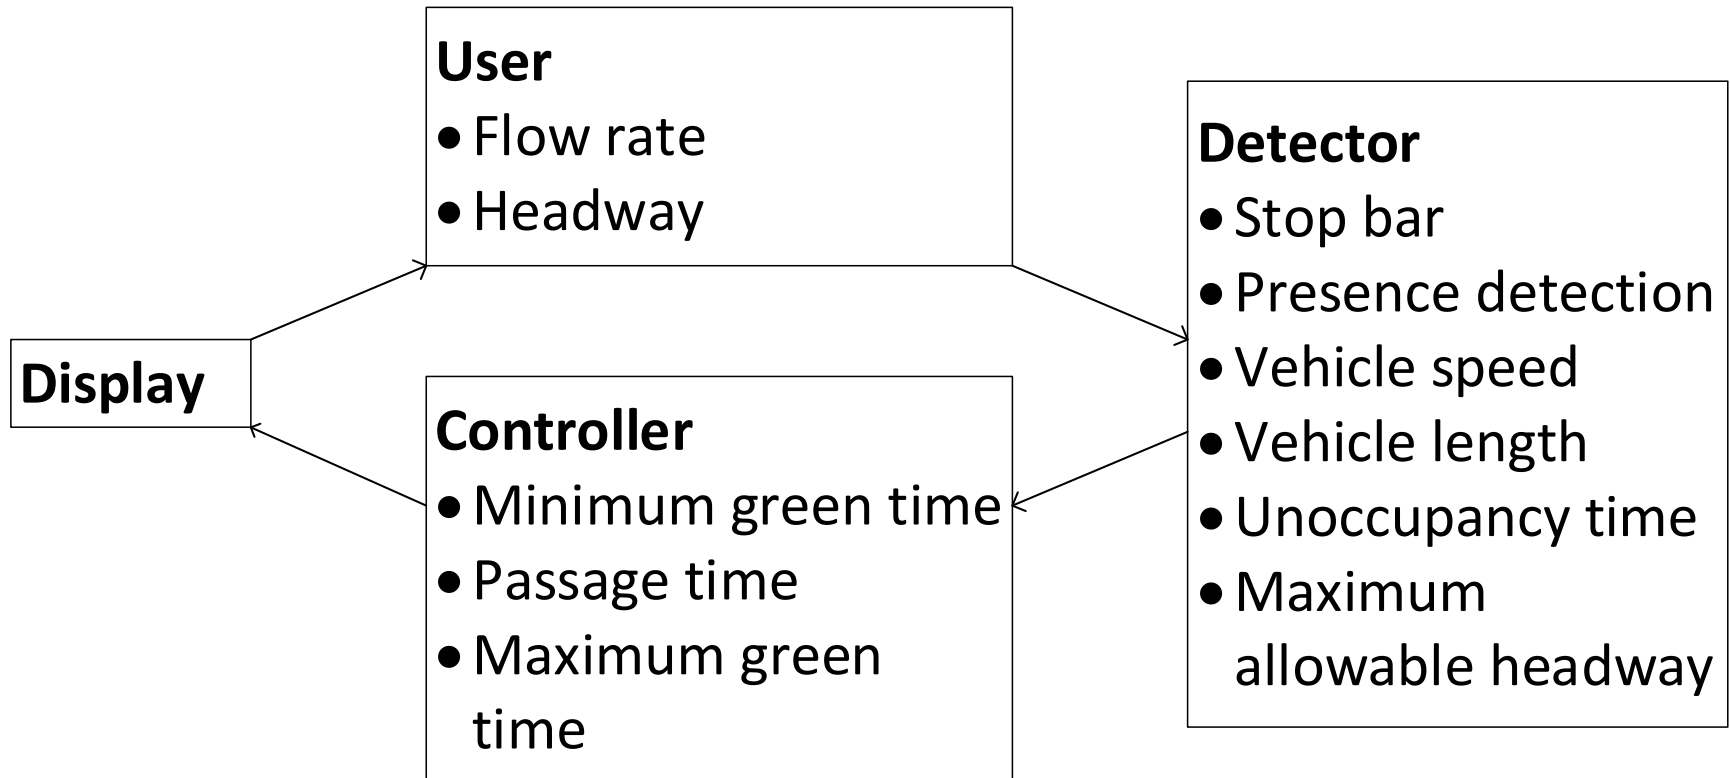 User
• Flow rate
• Headway
Detector
• Stop bar
• Presence detection
• Vehicle speed
• Vehicle length
• Unoccupancy time
• Maximum
allowable headway
Display
Controller
• Minimum green time
• Passage time
• Maximum green
time